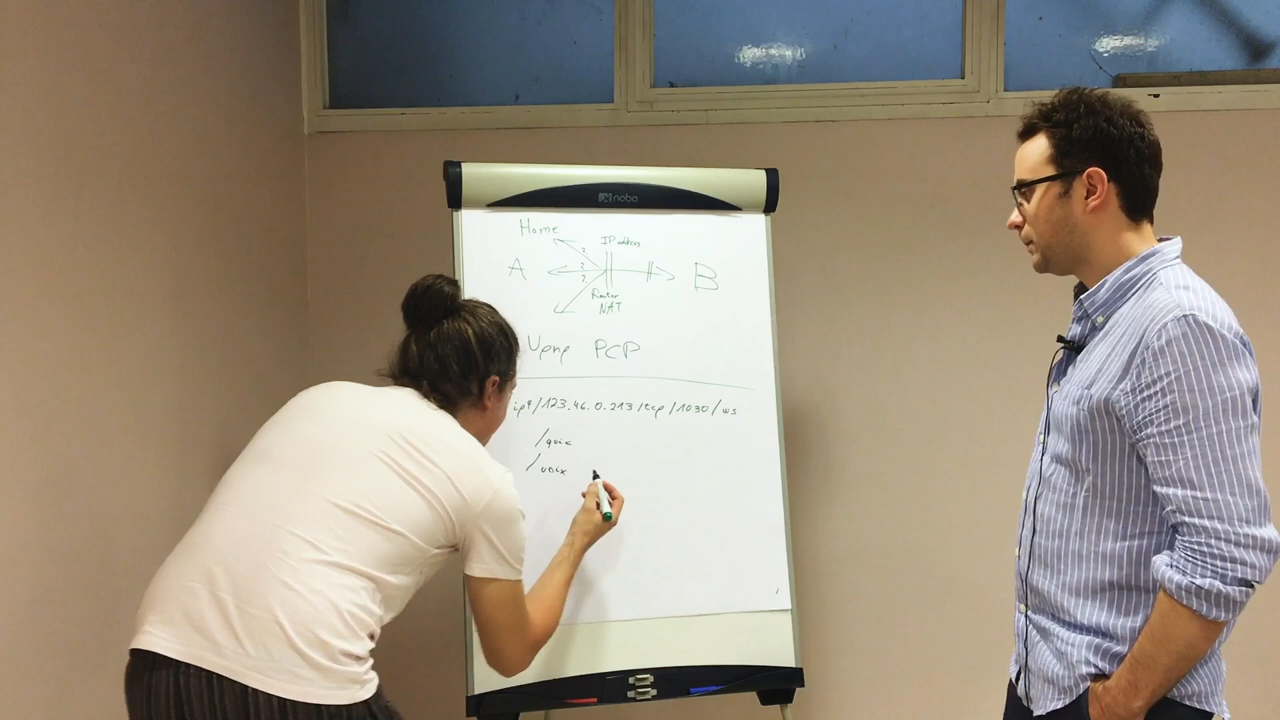 nobo
Home
?
IP address
A
?
B
?
Router
NAT
Upnp PCP
ip4/123.46.0.213/tcp/1030/ws
/quic
/unix